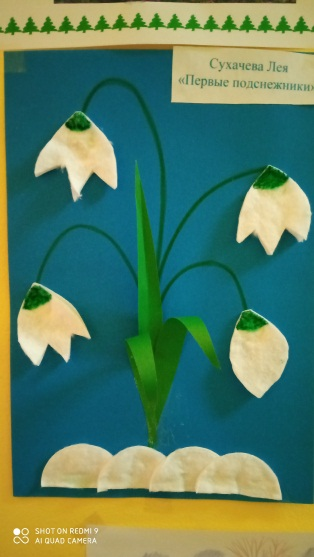 Сухачева Лея
«Первые подснежники»
SHOT ON REDMI 9
AI QUAD CAMERA